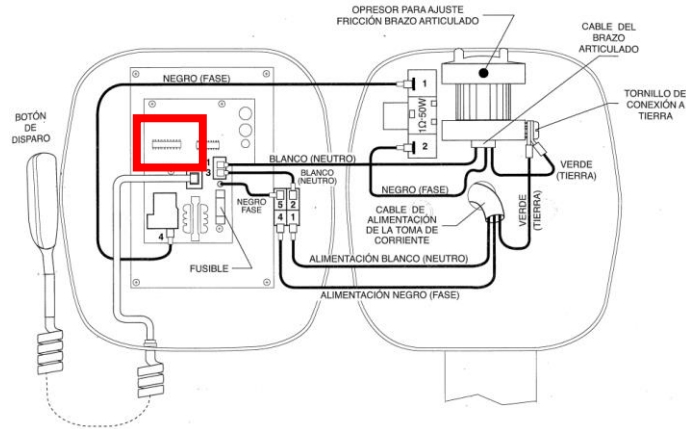 OPRESOR PARA AJUSTE
FRICCIÓN BRAZO ARTICULADO
CABLE DEL
BRAZO
ARTICULADO
TORNILLO DE
CONEXIÓN A
TIERRA
NEGRO (FASE)
1
1Ω-50W
2
BOTÓN
DE
DISPARO
1
3
BLANCO (NEUTRO)
BLANCO
(NEUTRO)
VERDE
(TIERRA)
NEGRO (FASE)
NEGRO
FASE
5 2
4 1
VERDE
(TIERRA)
CABLE DE
ALIMENTACIÓN
DE LA TOMA DE
CORRIENTE
4
FUSIBLE
ALIMENTACIÓN BLANCO (NEUTRO)
ALIMENTACIÓN NEGRO (FASE)